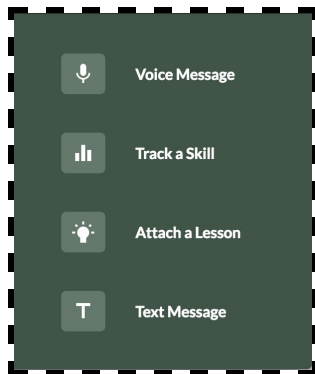 Voice Message
Track a Skill
Attach a Lesson
T
Text Message